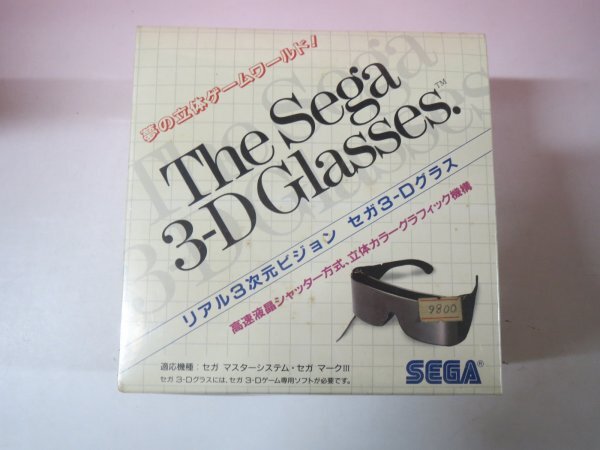 夢の立体ゲームワールド!
The Sega
3-D Glasses.™
The Sega
3-D Glasses
リアル3次元ビジョン セガ3-Dグラス
高速液晶シャッター方式、立体カラーグラフィック機構
9800
適応機種：セガ マスターシステム・セガ マークIII
セガ 3-Dグラスには、セガ 3-Dゲーム専用ソフトが必要です。
SEGA®